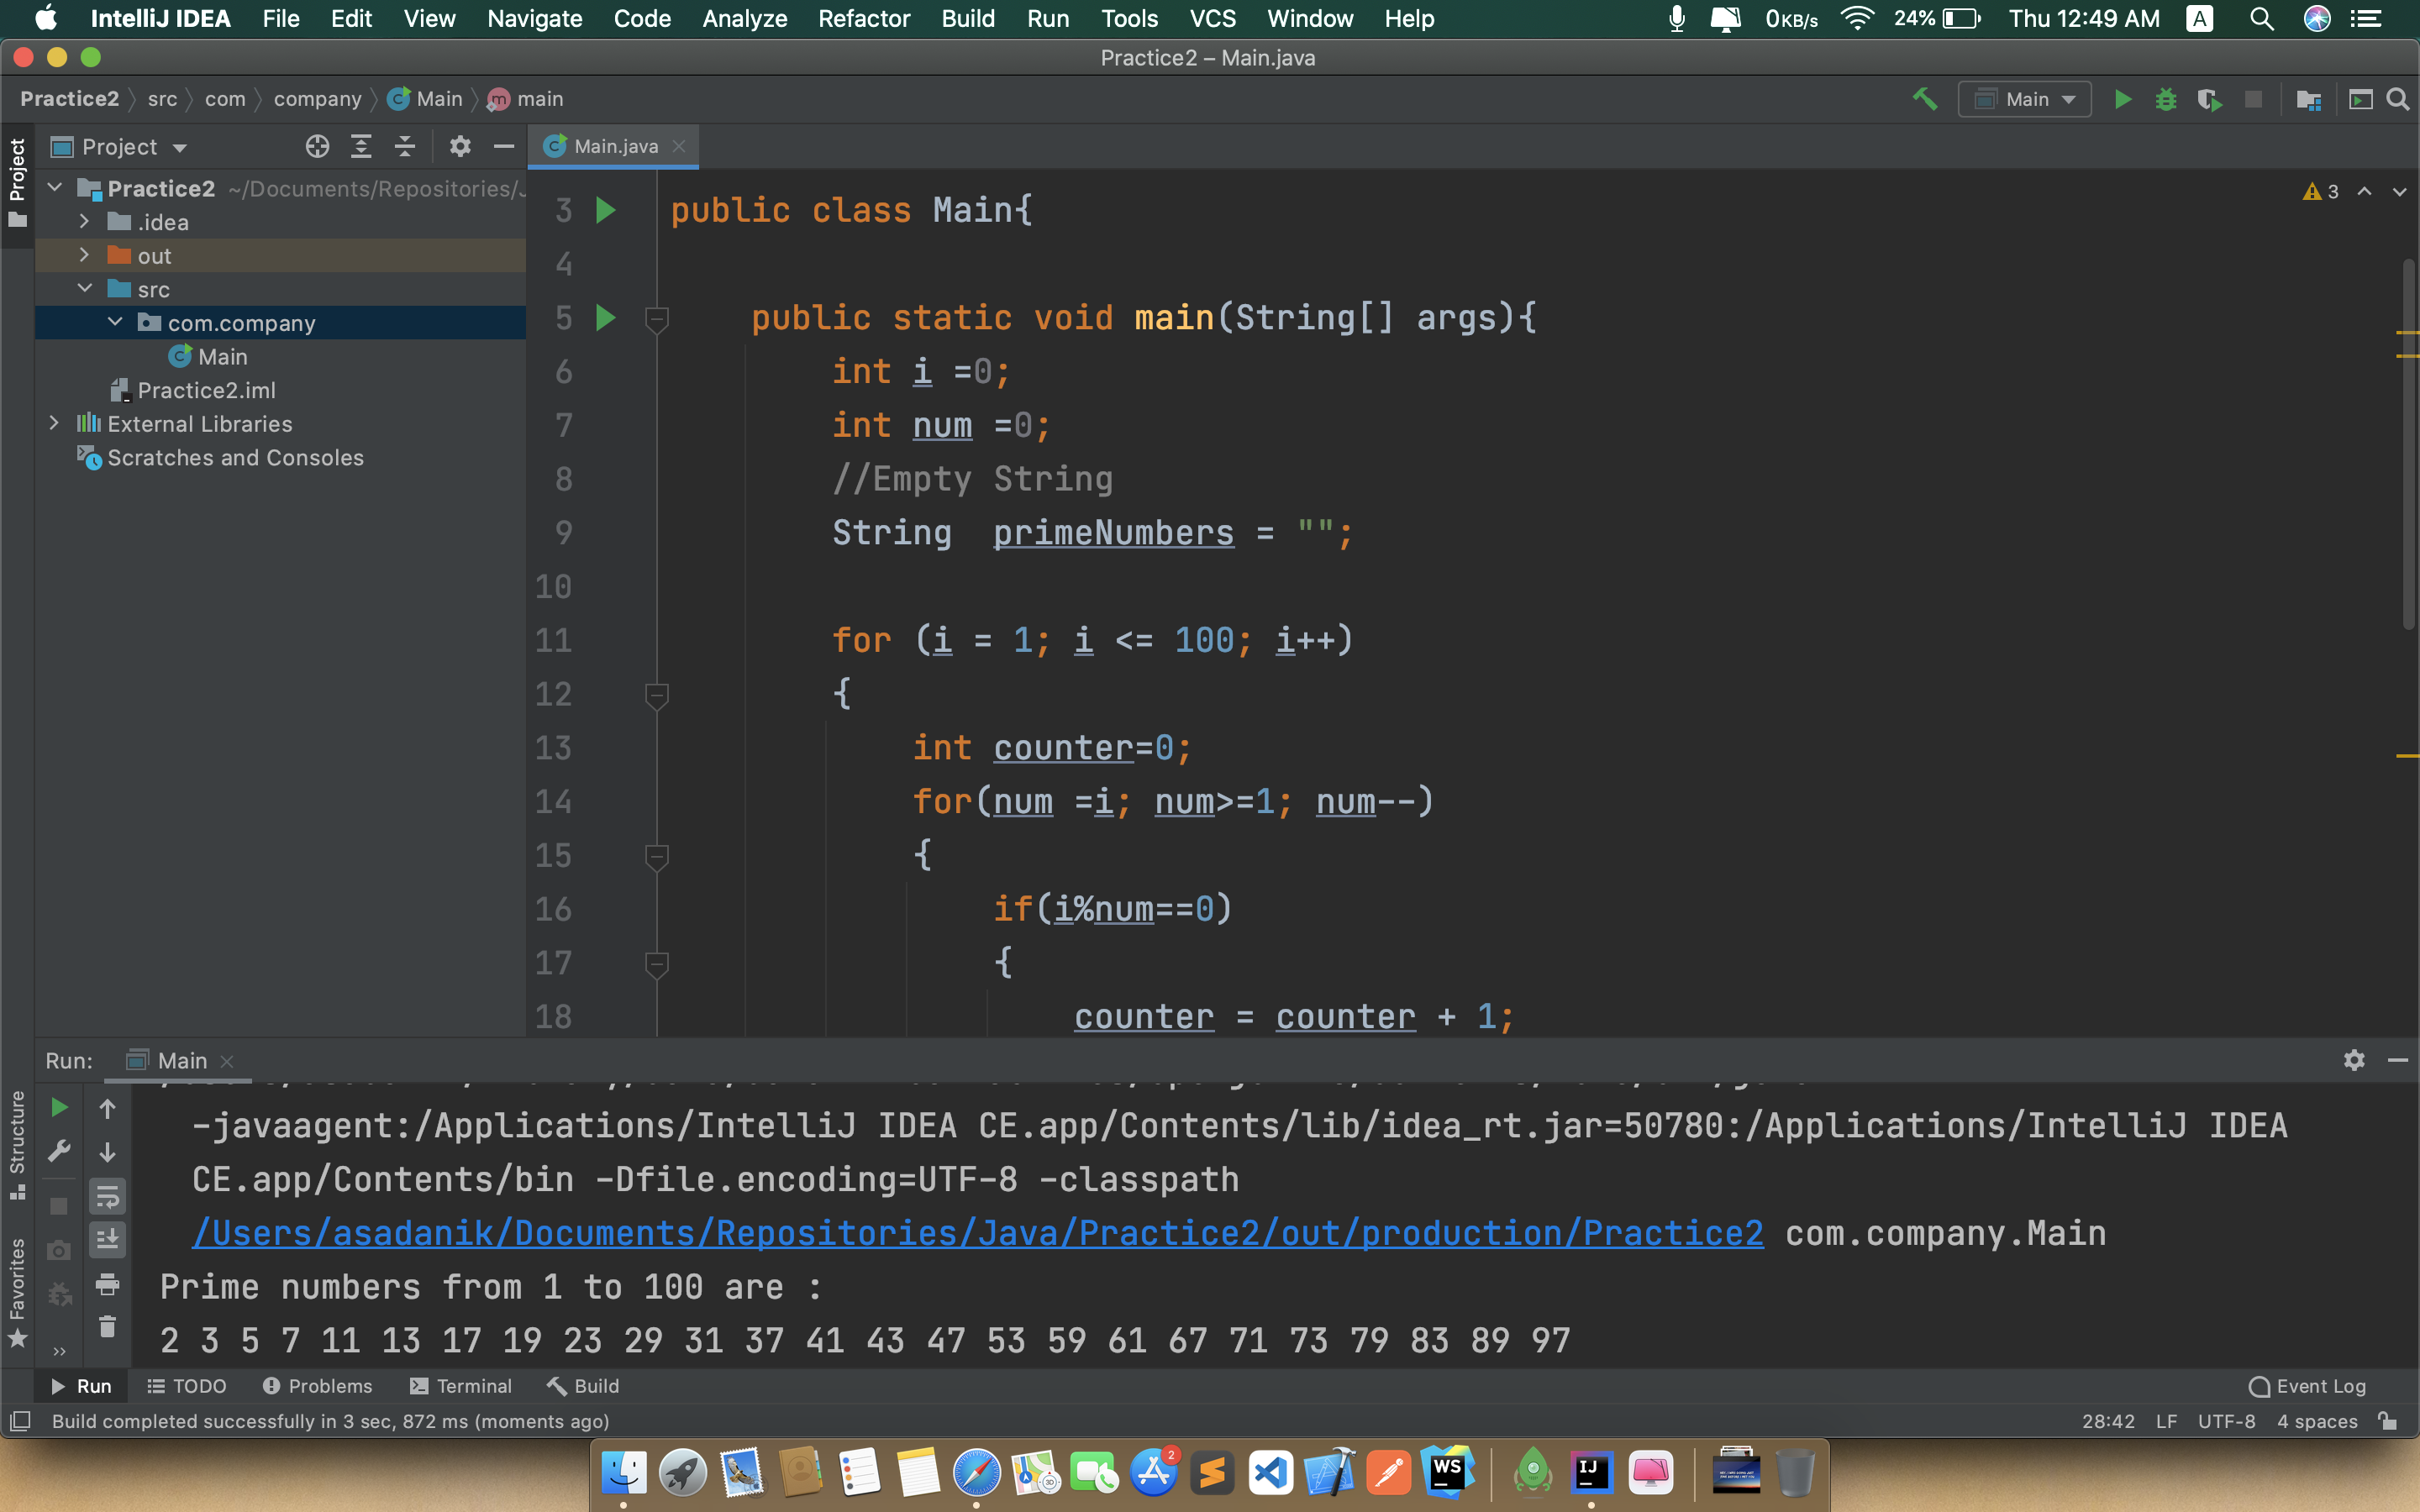 IntelliJ IDEA File Edit View Navigate Code Analyze Refactor Build Run Tools VCS Window Help 0KB/s 24% Thu 12:49 AM A
Practice2 – Main.java
Practice2 src com company Main main Main
Project
Project
Main.java
Practice2 ~/Documents/Repositories/J
.idea
out
src
com.company
Main
Practice2.iml
External Libraries
Scratches and Consoles
3
3 public class Main{
4
5 public static void main(String[] args){
6 int i =0;
7 int num =0;
8 //Empty String
9 String  primeNumbers = "";
10
11 for (i = 1; i <= 100; i++)
12 {
13 int counter=0;
14 for(num =i; num>=1; num--)
15 {
16 if(i%num==0)
17 {
18 counter = counter + 1;
Run: Main
Structure
Favorites
-javaagent:/Applications/IntelliJ IDEA CE.app/Contents/lib/idea_rt.jar=50780:/Applications/IntelliJ IDEA
CE.app/Contents/bin -Dfile.encoding=UTF-8 -classpath
/Users/asadanik/Documents/Repositories/Java/Practice2/out/production/Practice2 com.company.Main
Prime numbers from 1 to 100 are :
2 3 5 7 11 13 17 19 23 29 31 37 41 43 47 53 59 61 67 71 73 79 83 89 97
Run TODO Problems Terminal Build Event Log
Build completed successfully in 3 sec, 872 ms (moments ago) 28:42 LF UTF-8 4 spaces
2
WS
IJ